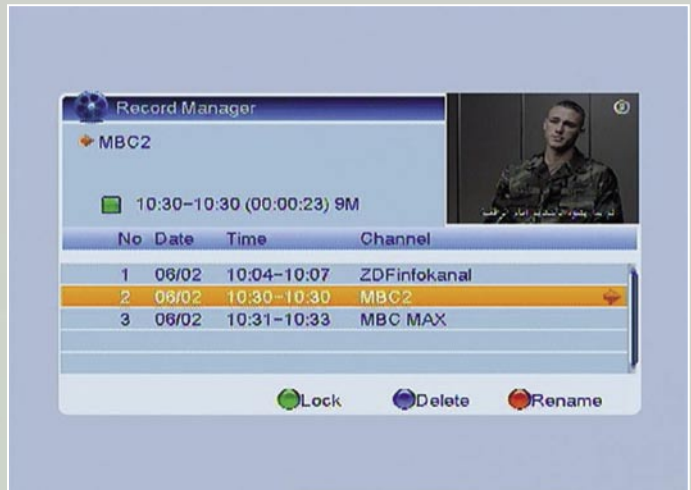 Record Manager
MBC2
10:30-10:30 (00:00:23) 9M
No Date Time Channel
1 06/02 10:04-10:07 ZDFinfokanal
2 06/02 10:30-10:30 MBC2
3 06/02 10:31-10:33 MBC MAX
Lock Delete Rename